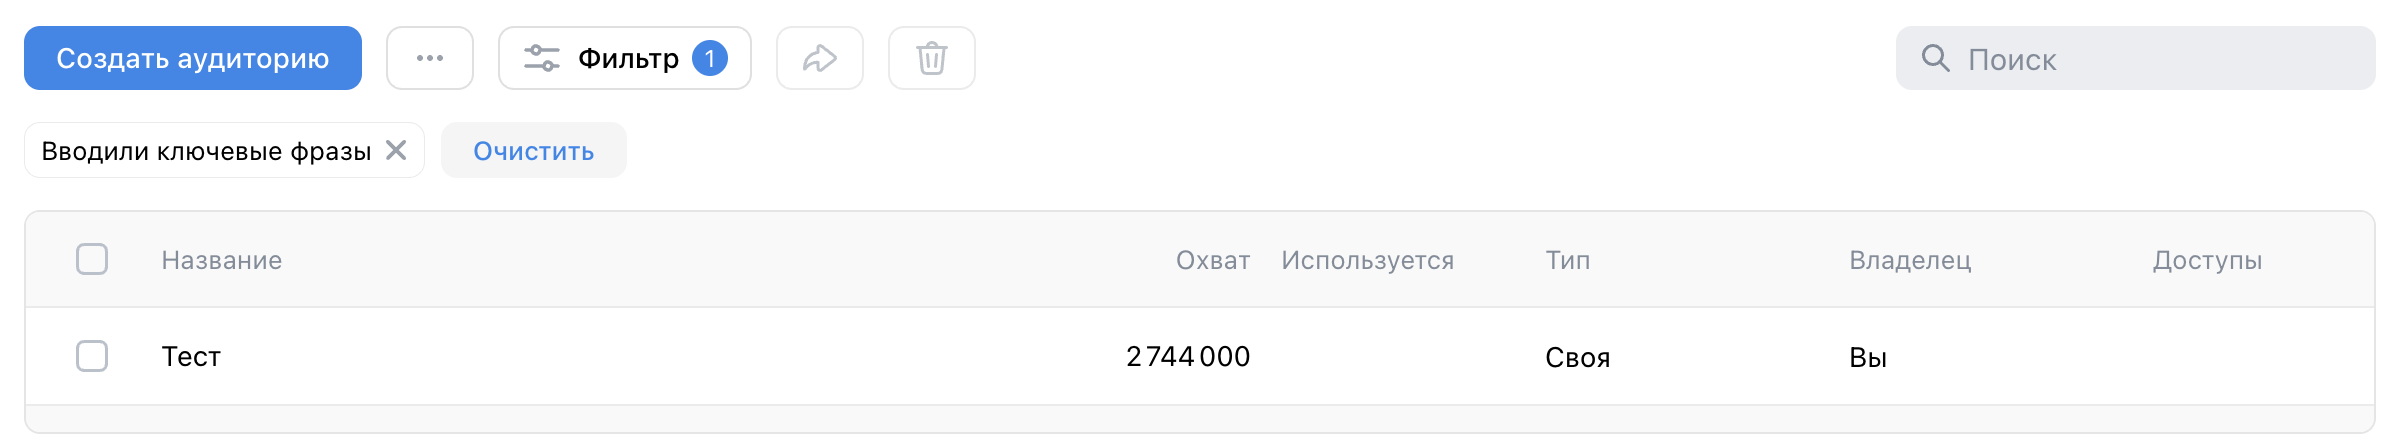 Создать аудиторию ... Фильтр 1 Поиск
Вводили ключевые фразы Очистить
Название Охват Используется Тип Владелец Доступы
Тест 2 744 000 Своя Вы